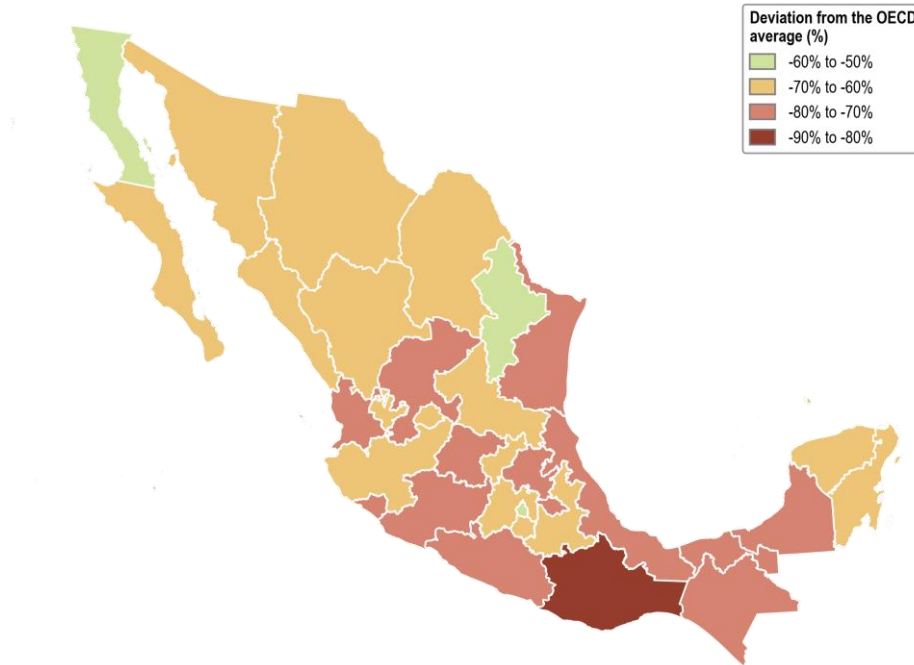 Deviation from the OECD
average (%)
-60% to -50%
-70% to -60%
-80% to -70%
-90% to -80%